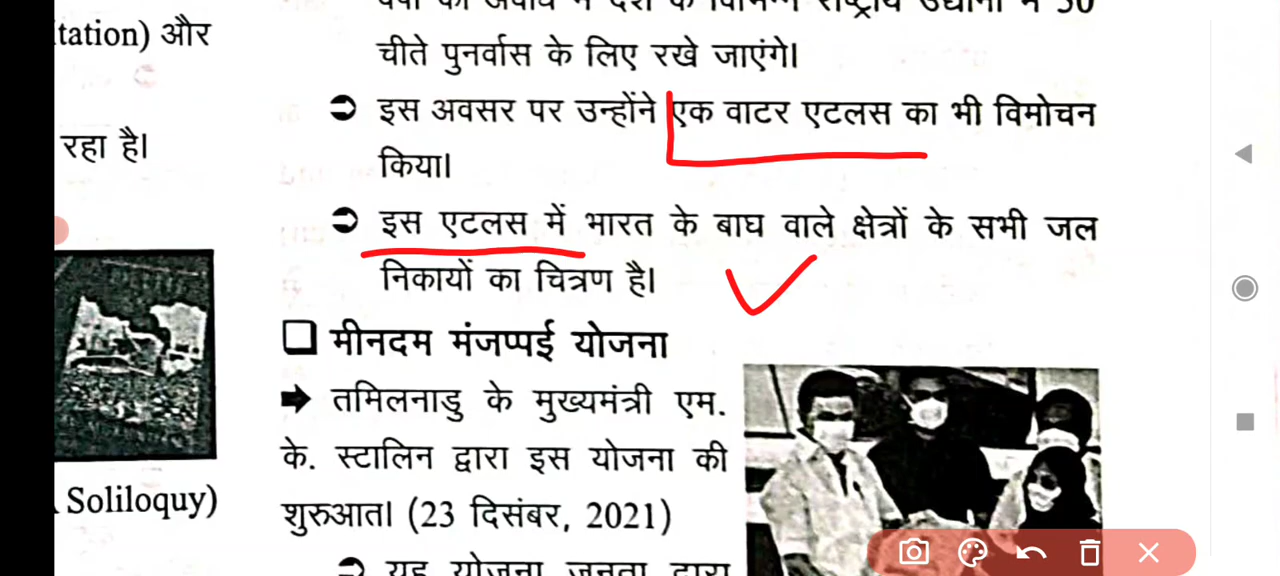 tation) और
रहा है।
Soliloquy)
चीते पुनर्वास के लिए रखे जाएंगे।
➲ इस अवसर पर उन्होंने एक वाटर एटलस का भी विमोचन
किया।
➲ इस एटलस में भारत के बाघ वाले क्षेत्रों के सभी जल
निकायों का चित्रण है।
❑ मीनदम मंजप्पई योजना
➡ तमिलनाडु के मुख्यमंत्री एम.
के. स्टालिन द्वारा इस योजना की
शुरुआत। (23 दिसंबर, 2021)
➲ यह योजना जनता द्वारा